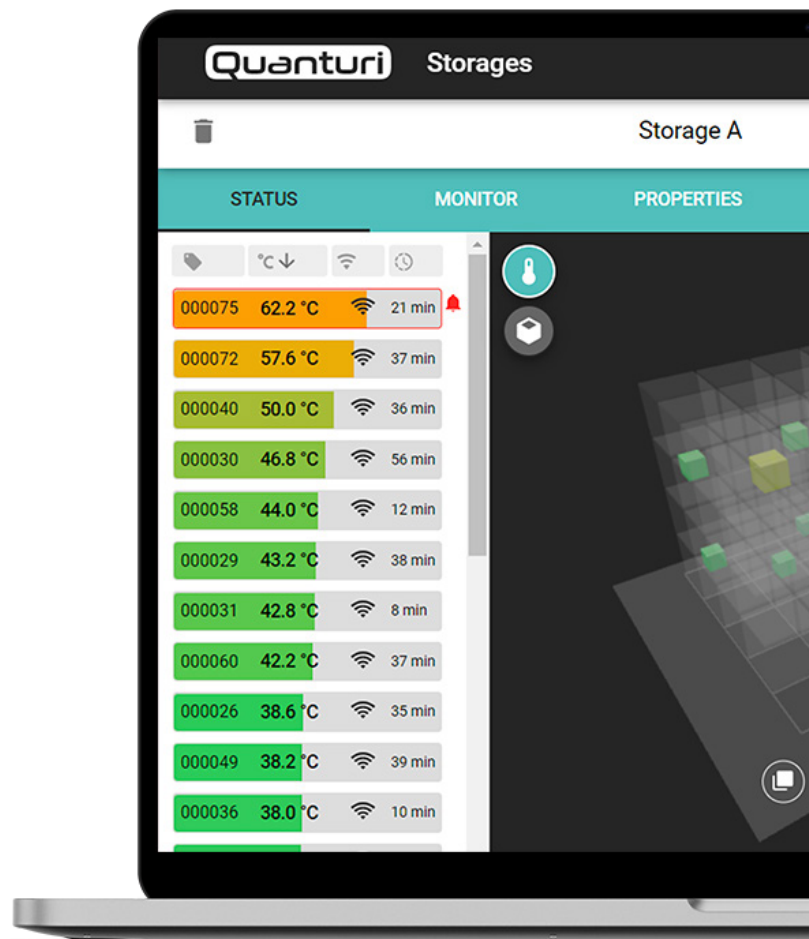 Quanturi Storages
Storage A
STATUS MONITOR PROPERTIES
°C
000075 62.2 °C 21 min
000072 57.6 °C 37 min
000040 50.0 °C 36 min
000030 46.8 °C 56 min
000058 44.0 °C 12 min
000029 43.2 °C 38 min
000031 42.8 °C 8 min
000060 42.2 °C 37 min
000026 38.6 °C 35 min
000049 38.2 °C 39 min
000036 38.0 °C 10 min